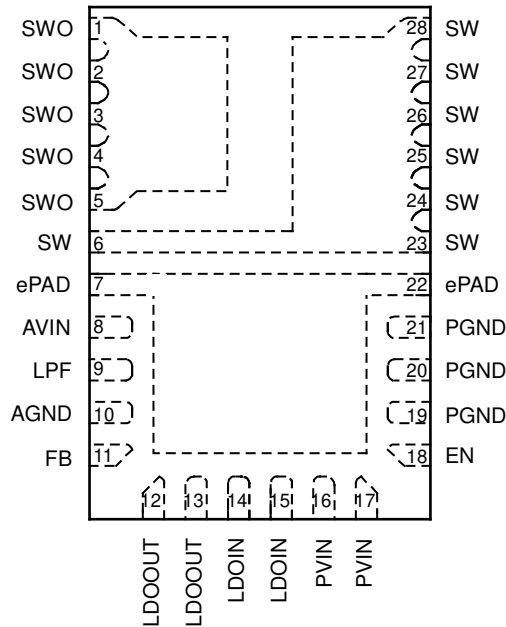 SWO 1 28 SW
SWO 2 27 SW
SWO 3 26 SW
SWO 4 25 SW
SWO 5 24 SW
SW 6 23 SW
ePAD 7 22 ePAD
AVIN 8 21 PGND
LPF 9 20 PGND
AGND 10 19 PGND
FB 11 18 EN
12 13 14 15 16 17
LDOOUT
LDOOUT
LDOIN
LDOIN
PVIN
PVIN